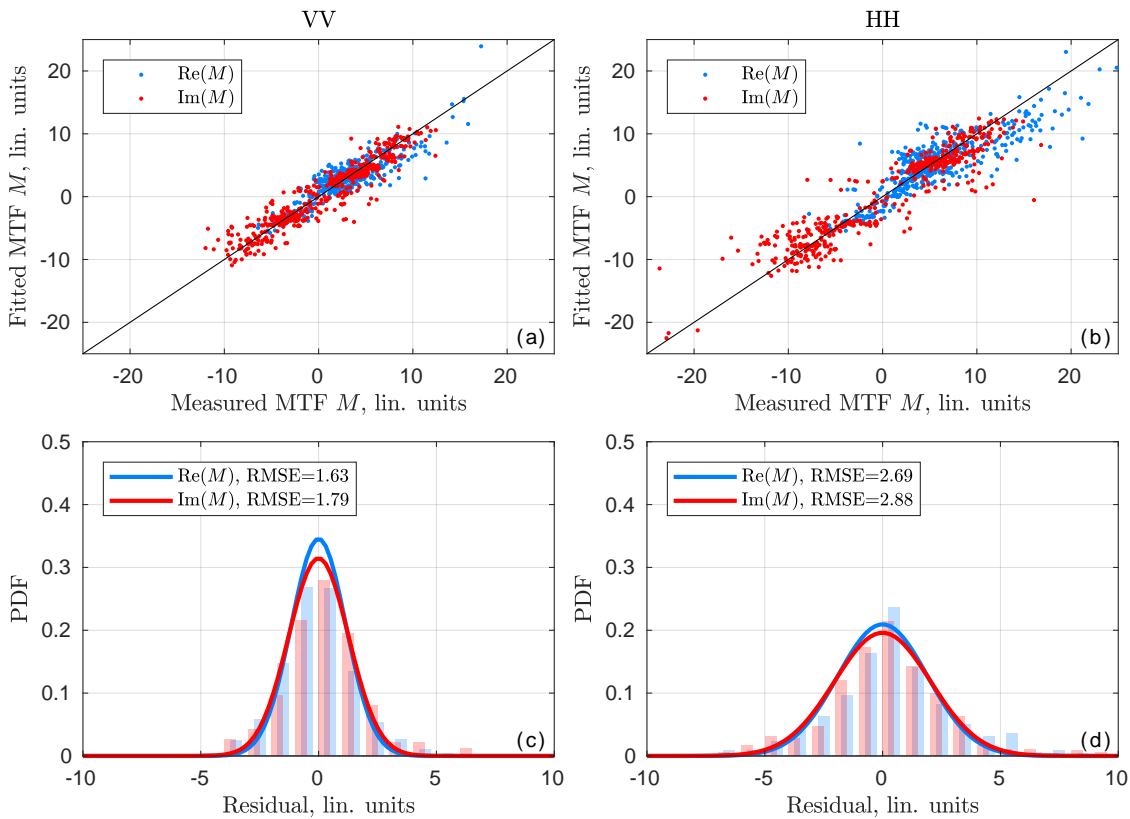 VV
HH
Fitted MTF M, lin. units
20
10
0
-10
-20
Re(M)
Im(M)
(a)
-20
-10
0
10
20
Measured MTF M, lin. units
Fitted MTF M, lin. units
20
10
0
-10
-20
Re(M)
Im(M)
(b)
-20
-10
0
10
20
Measured MTF M, lin. units
PDF
0.5
0.4
0.3
0.2
0.1
0
Re(M), RMSE=1.63
Im(M), RMSE=1.79
(c)
-10
-5
0
5
10
Residual, lin. units
PDF
0.5
0.4
0.3
0.2
0.1
0
Re(M), RMSE=2.69
Im(M), RMSE=2.88
(d)
-10
-5
0
5
10
Residual, lin. units